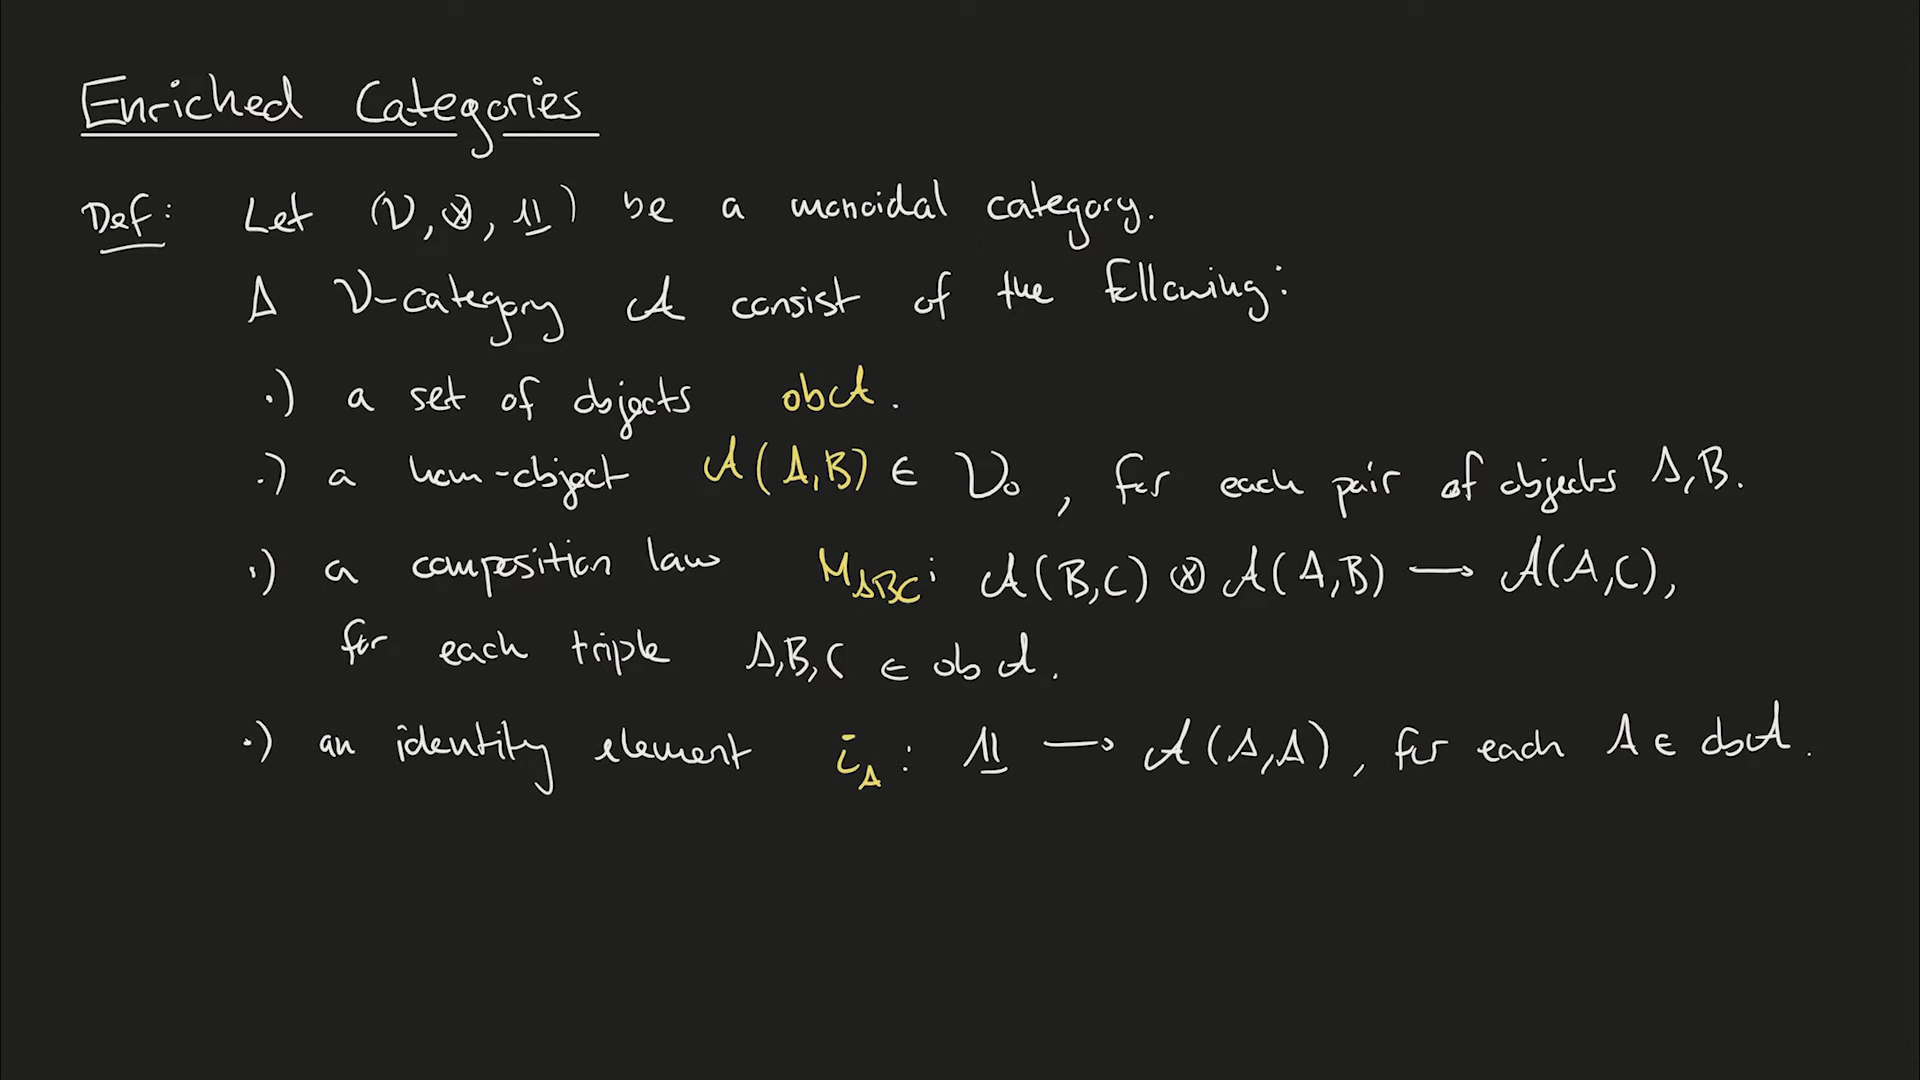 Enriched Categories
Def: Let (𝒱, ⊗, 𝟙) be a monoidal category.
A 𝒱-category 𝒜 consist of the following:
·) a set of objects ob𝒜.
·) a hom-object 𝒜(A,B) ∈ 𝒱₀, for each pair of objects A,B.
·) a composition law M_ABC: 𝒜(B,C) ⊗ 𝒜(A,B) → 𝒜(A,C),
for each triple A,B,C ∈ ob𝒜.
·) an identity element i_A: 𝟙 → 𝒜(A,A), for each A ∈ ob𝒜.